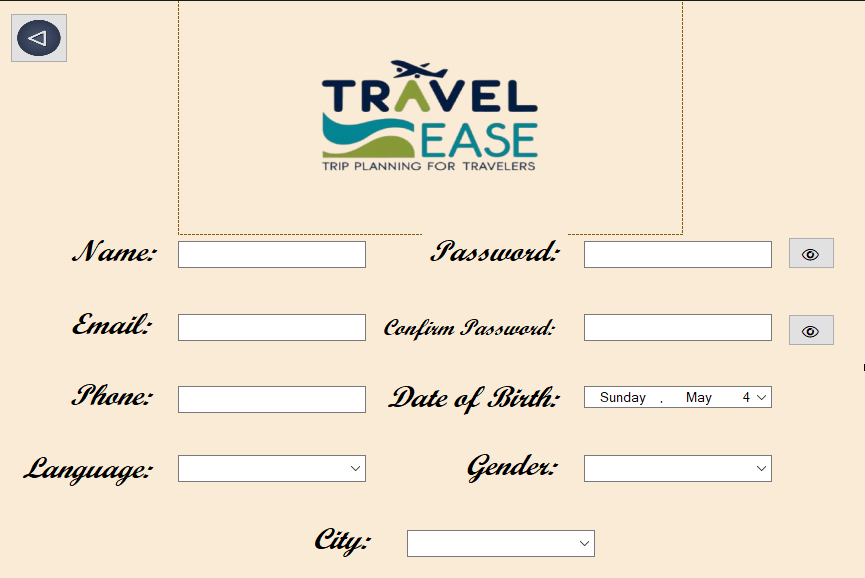 TRAVEL
EASE
TRIP PLANNING FOR TRAVELERS
Name: Password:
Email: Confirm Password:
Phone: Date of Birth: Sunday , May 4
Language: Gender:
City: